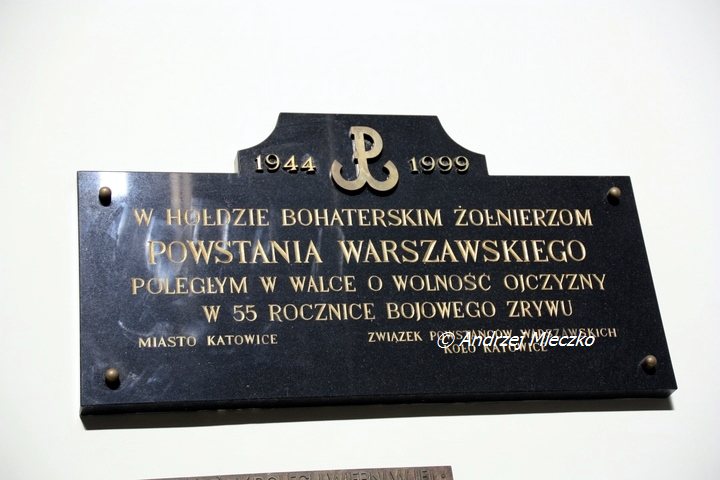 1944 1999
W HOŁDZIE BOHATERSKIM ŻOŁNIERZOM
POWSTANIA WARSZAWSKIEGO
POLEGŁYM W WALCE O WOLNOŚĆ OJCZYZNY
W 55 ROCZNICĘ BOJOWEGO ZRYWU
MIASTO KATOWICE ZWIĄZEK POWSTAŃCÓW WARSZAWSKICH
KOŁO KATOWICE
© Andrzej Mleczko